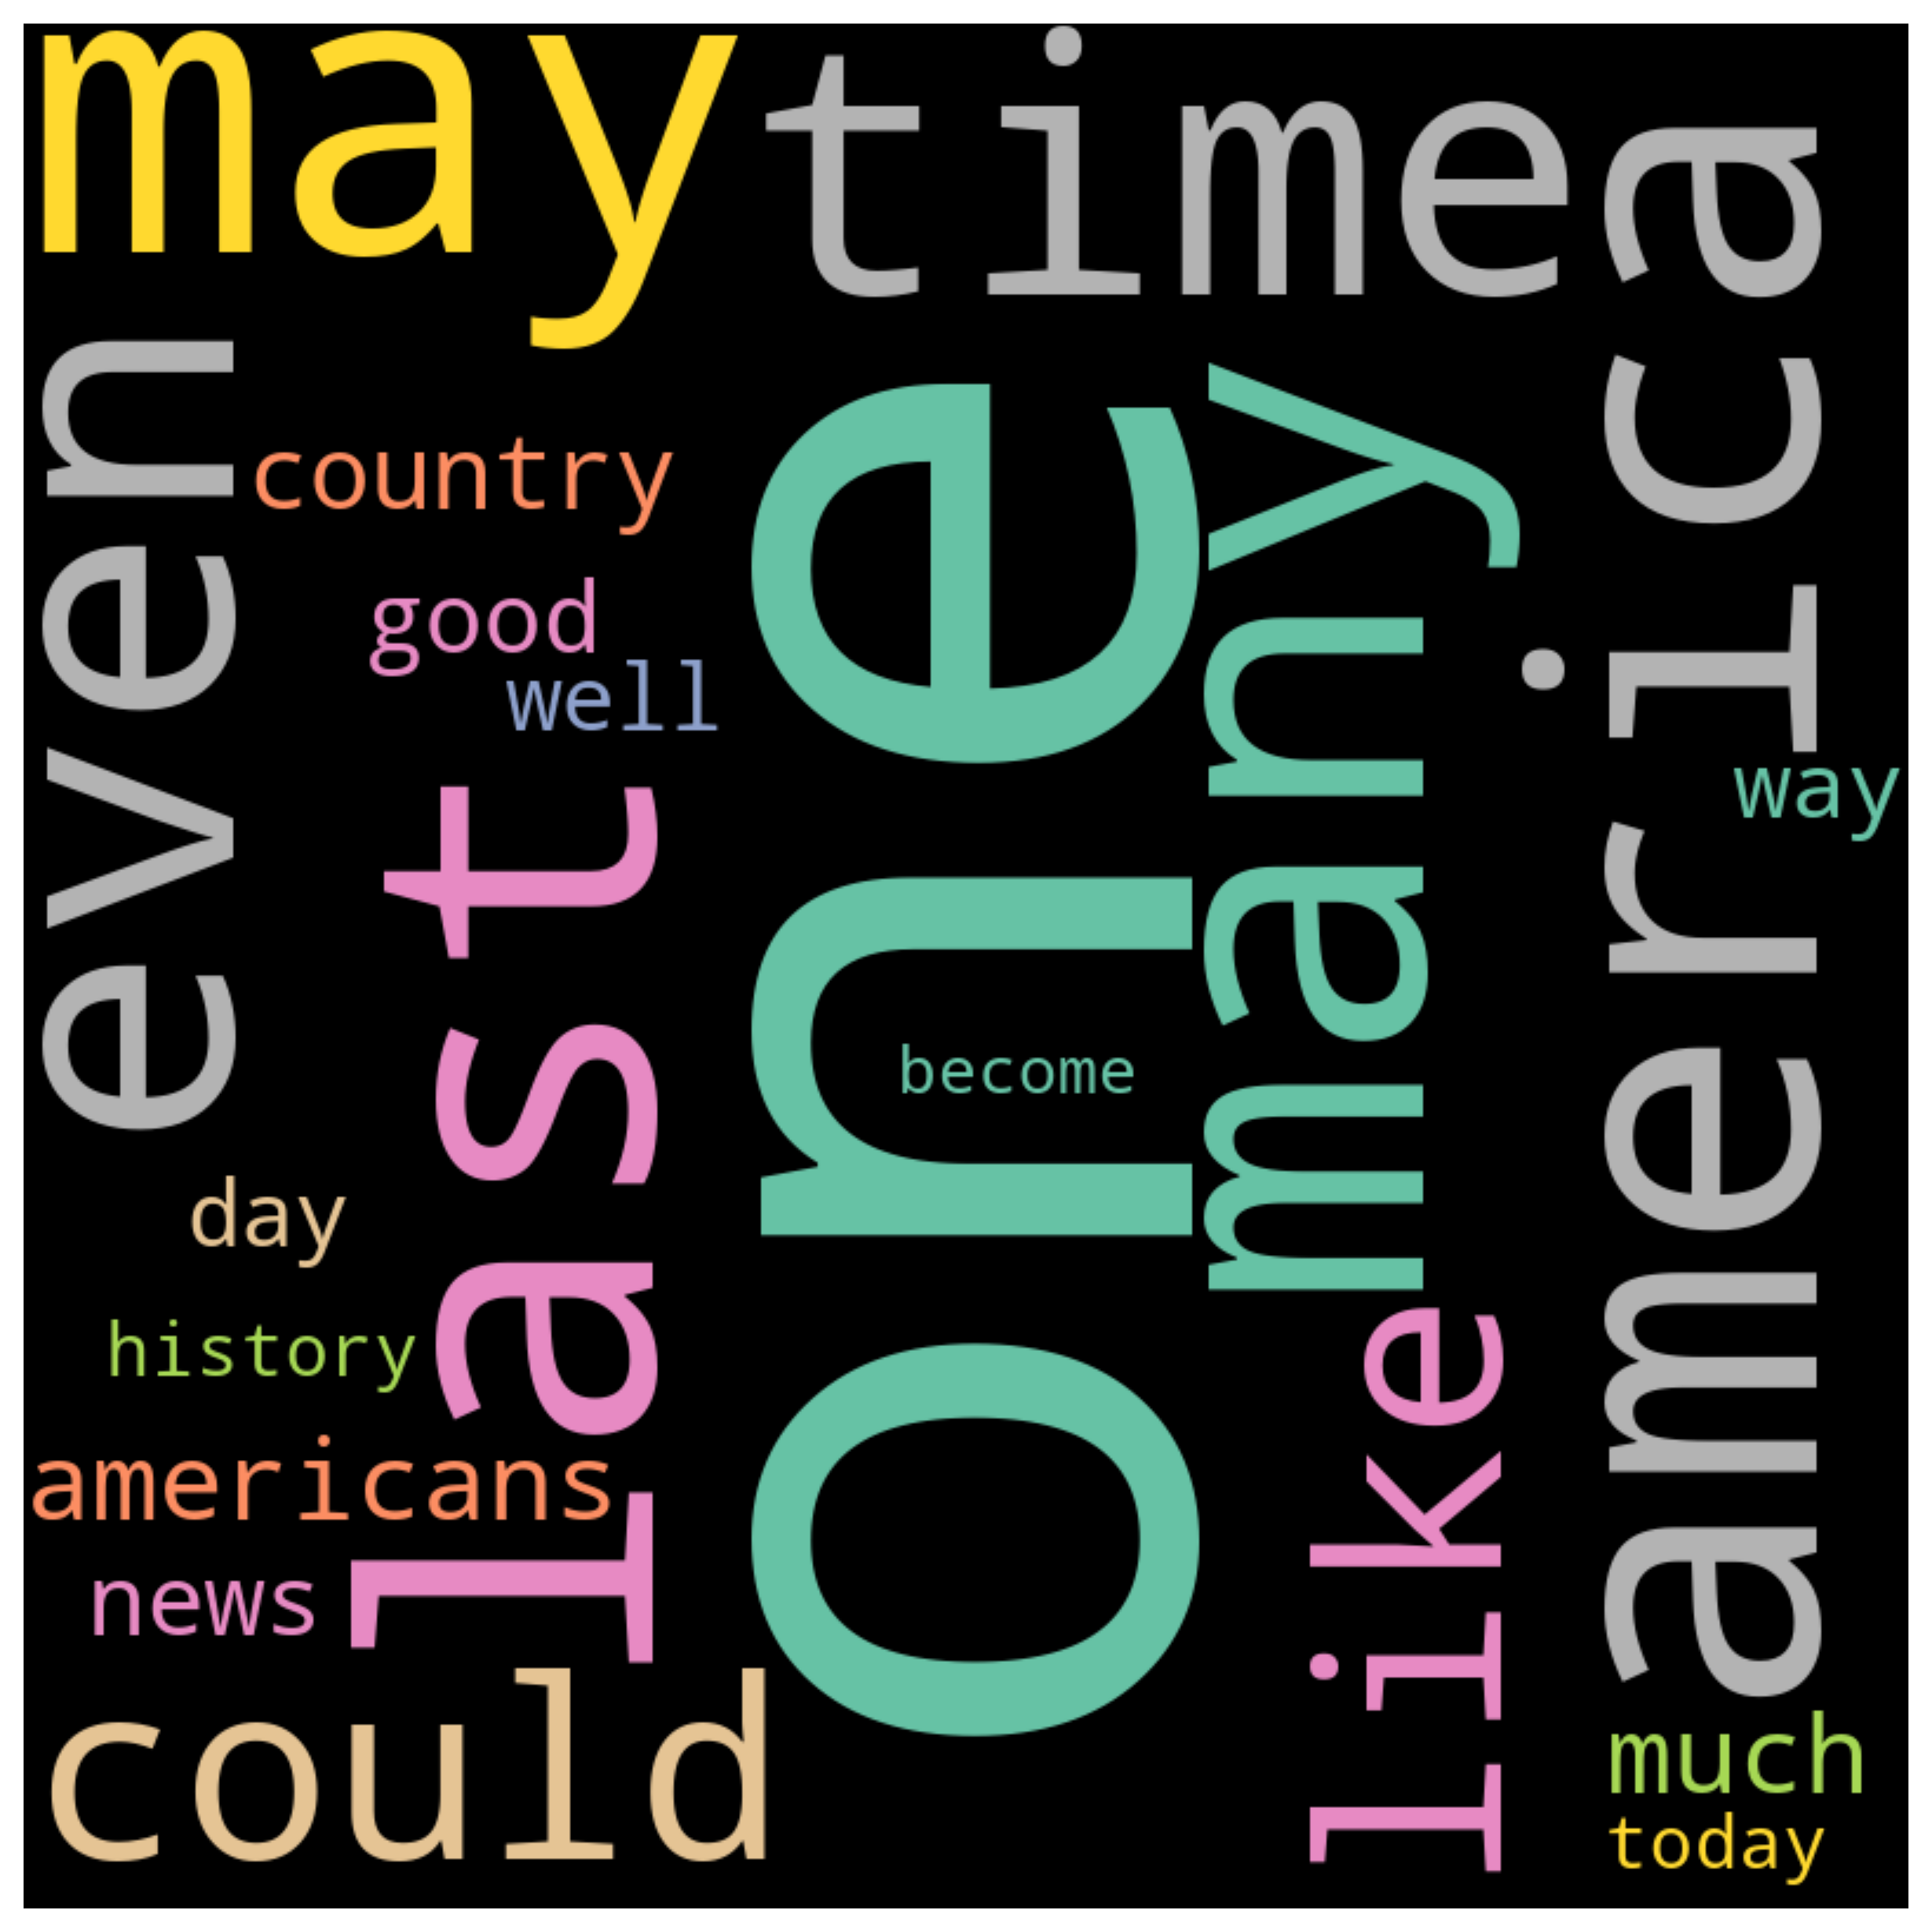 may
time
even
country
good
well
one
many
america
way
last
become
day
history
like
americans
news
could
much
today